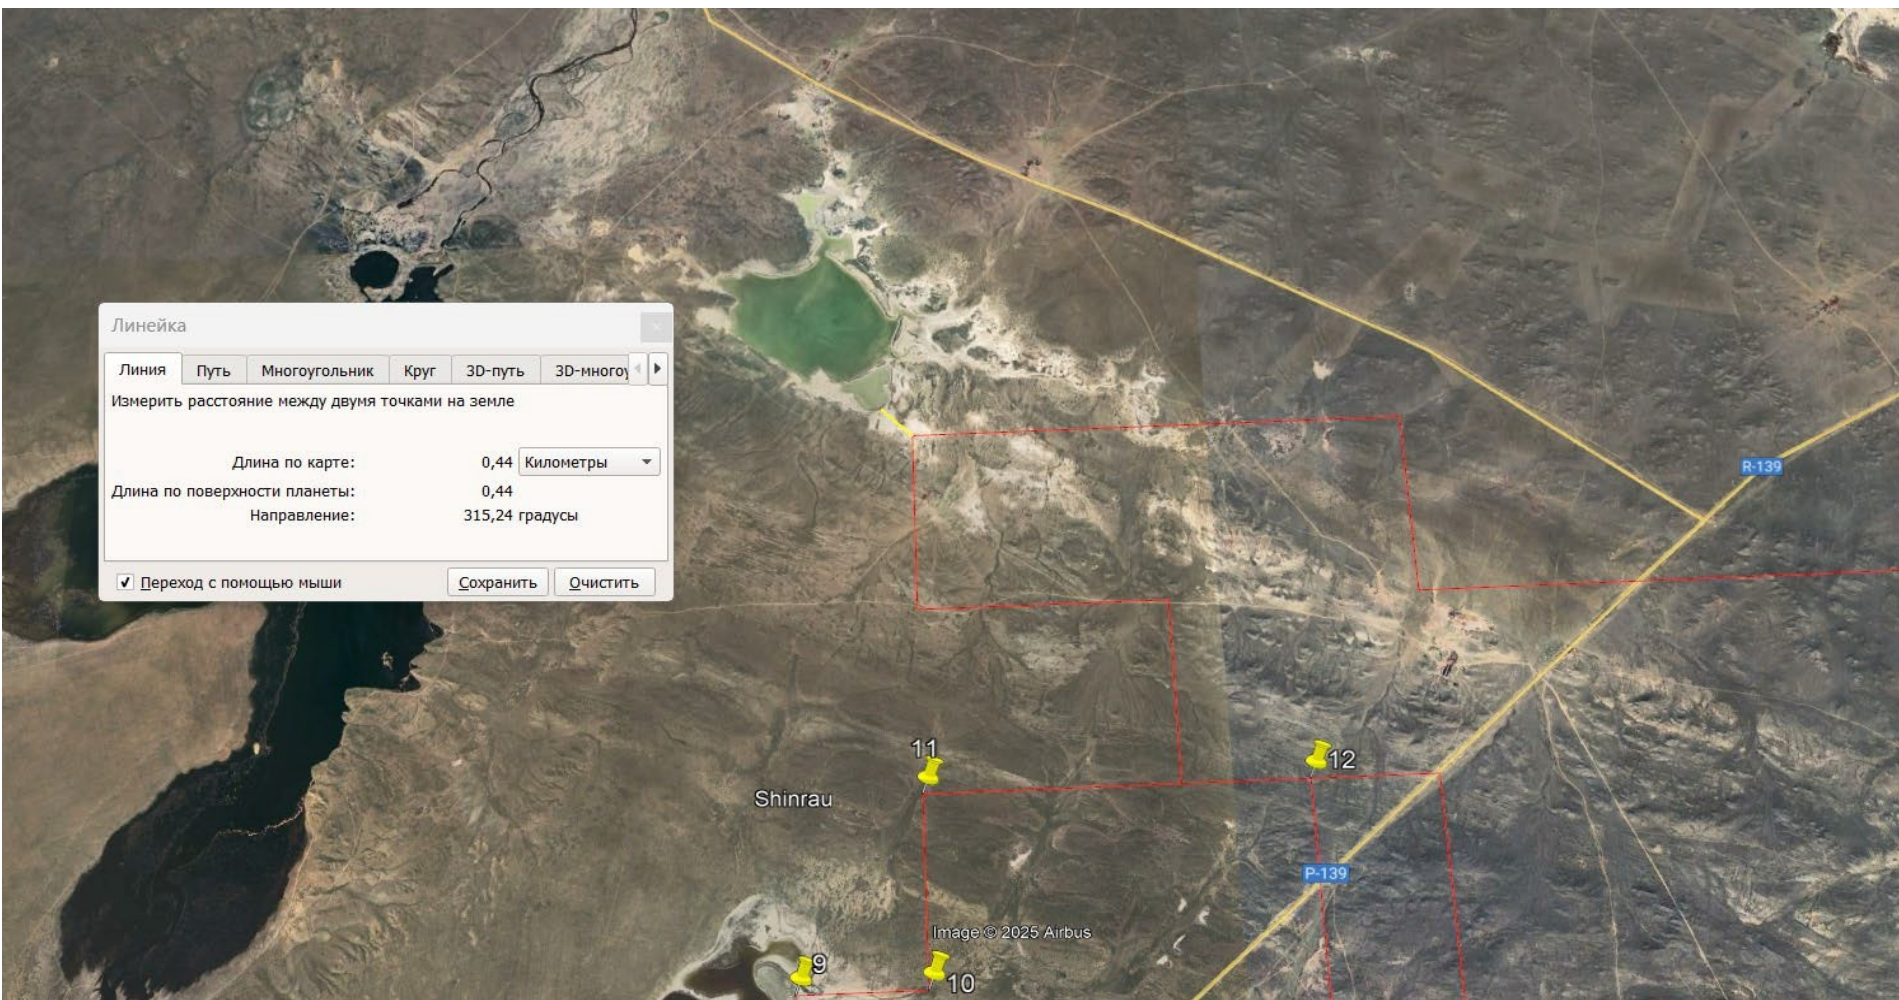 Линейка
Линия Путь Многоугольник Круг 3D-путь 3D-многоу
Измерить расстояние между двумя точками на земле
Длина по карте: 0,44 Километры
Длина по поверхности планеты: 0,44
Направление: 315,24 градусы
Переход с помощью мыши Сохранить Очистить
R-139
11
12
Shinrau
P-139
Image © 2025 Airbus
9
10